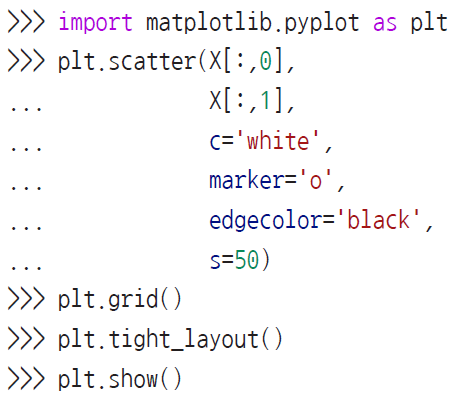 >>> import matplotlib.pyplot as plt
>>> plt.scatter(X[:,0],
...             X[:,1],
...             c='white',
...             marker='o',
...             edgecolor='black',
...             s=50)
>>> plt.grid()
>>> plt.tight_layout()
>>> plt.show()